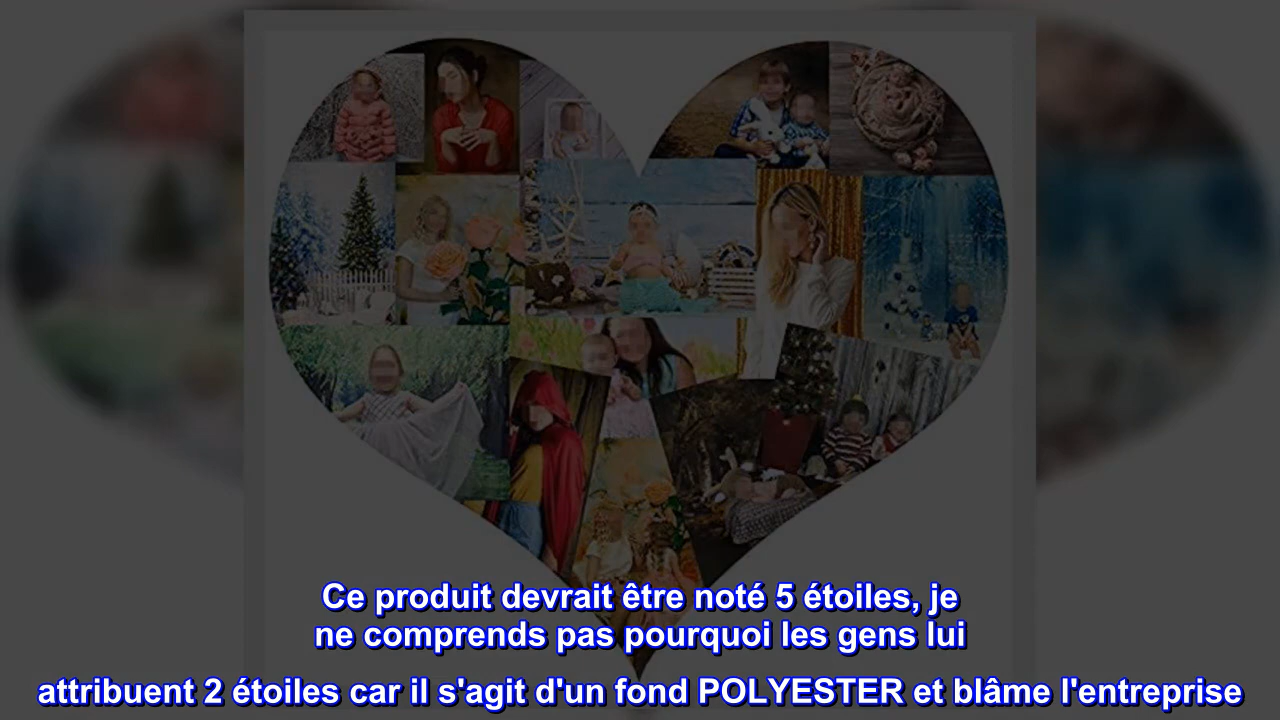 Ce produit devrait être noté 5 étoiles, je
ne comprends pas pourquoi les gens lui
attribuent 2 étoiles car il s'agit d'un fond POLYESTER et blâme l'entreprise